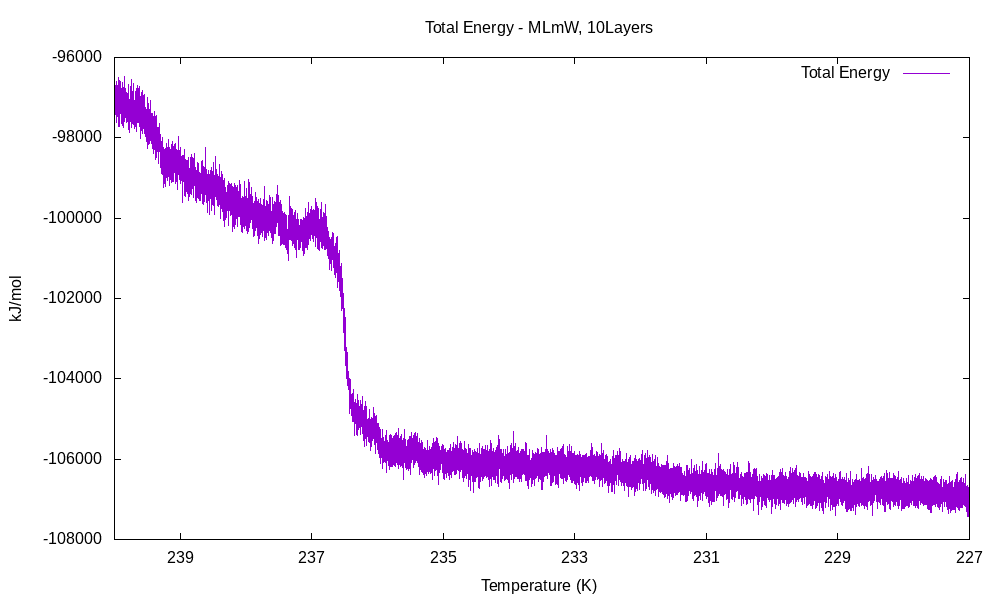 Total Energy - MLmW, 10Layers
Total Energy
-96000
-98000
-100000
-102000
-104000
-106000
-108000
kJ/mol
239 237 235 233 231 229 227
Temperature (K)